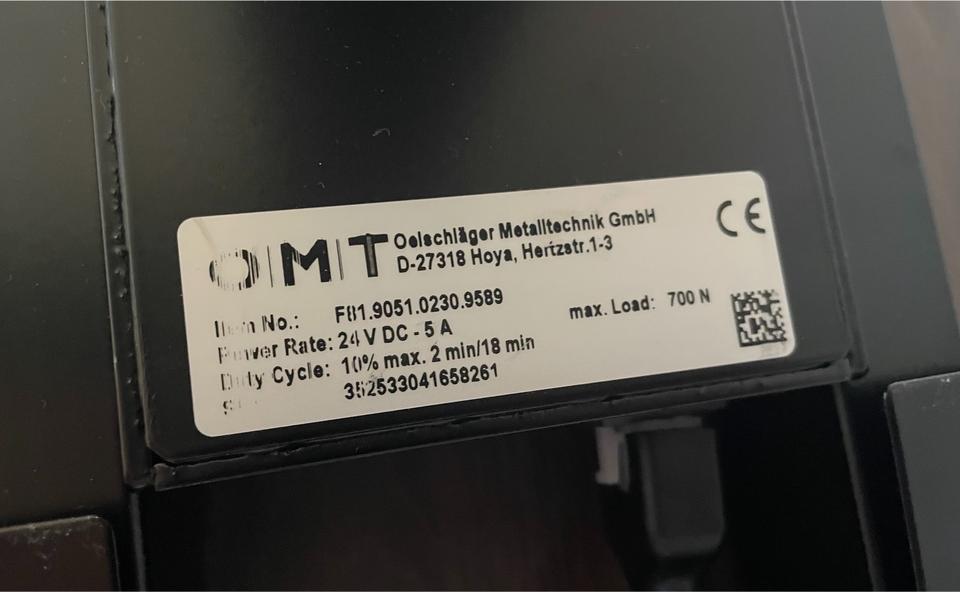 O|M|T
Oelschläger Metalltechnik GmbH
D-27318 Hoya, Hertzstr.1-3
CE
Item No.: F81.9051.0230.9589
Power Rate: 24 V DC - 5 A
max. Load: 700 N
Duty Cycle: 10% max. 2 min/18 min
352533041658261